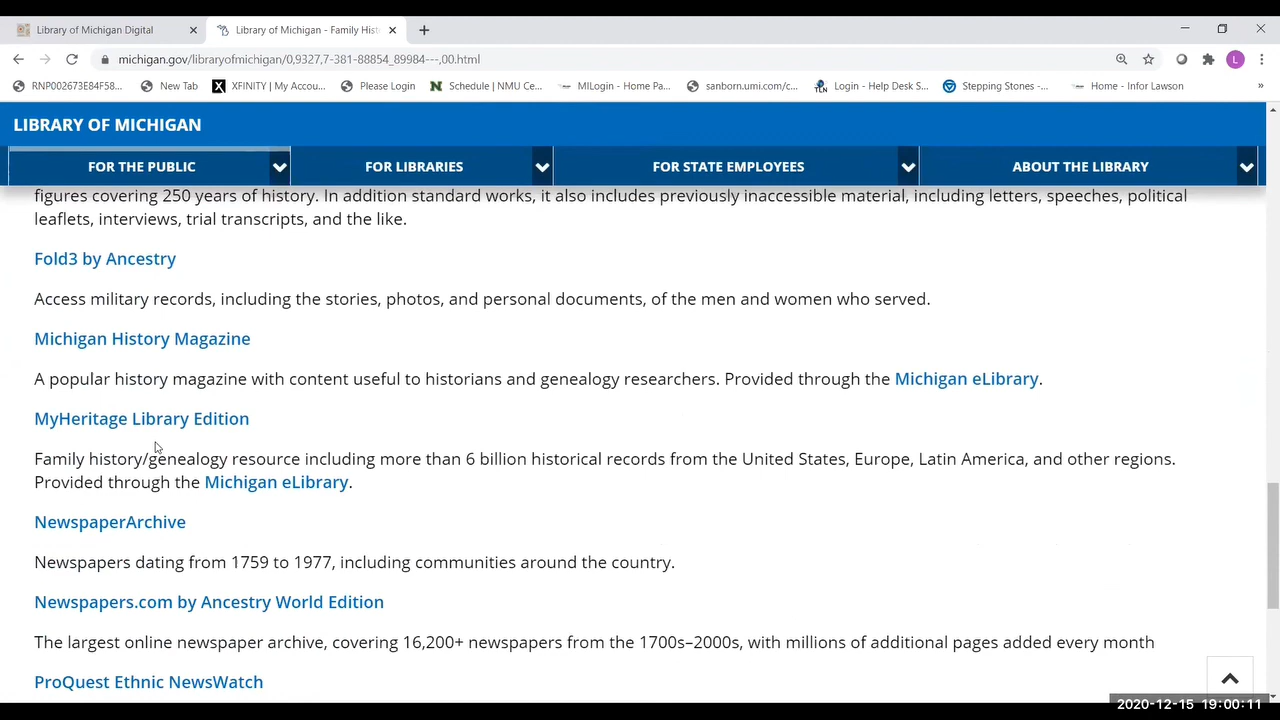 Library of Michigan Digital
Library of Michigan - Family Hist
michigan.gov/libraryofmichigan/0,9327,7-381-88854_89984---,00.html
L
RNP002673E84F58... New Tab XFINITY | My Accou... Please Login Schedule | NMU Ce... MILogin - Home Pa... sanborn.umi.com/c... TLN Login - Help Desk S... Stepping Stones -... Home - Infor Lawson »
LIBRARY OF MICHIGAN
FOR THE PUBLIC FOR LIBRARIES FOR STATE EMPLOYEES ABOUT THE LIBRARY
figures covering 250 years of history. In addition standard works, it also includes previously inaccessible material, including letters, speeches, political
leaflets, interviews, trial transcripts, and the like.
Fold3 by Ancestry
Access military records, including the stories, photos, and personal documents, of the men and women who served.
Michigan History Magazine
A popular history magazine with content useful to historians and genealogy researchers. Provided through the Michigan eLibrary.
MyHeritage Library Edition
Family history/genealogy resource including more than 6 billion historical records from the United States, Europe, Latin America, and other regions.
Provided through the Michigan eLibrary.
NewspaperArchive
Newspapers dating from 1759 to 1977, including communities around the country.
Newspapers.com by Ancestry World Edition
The largest online newspaper archive, covering 16,200+ newspapers from the 1700s–2000s, with millions of additional pages added every month
ProQuest Ethnic NewsWatch
2020-12-15 19:00:11